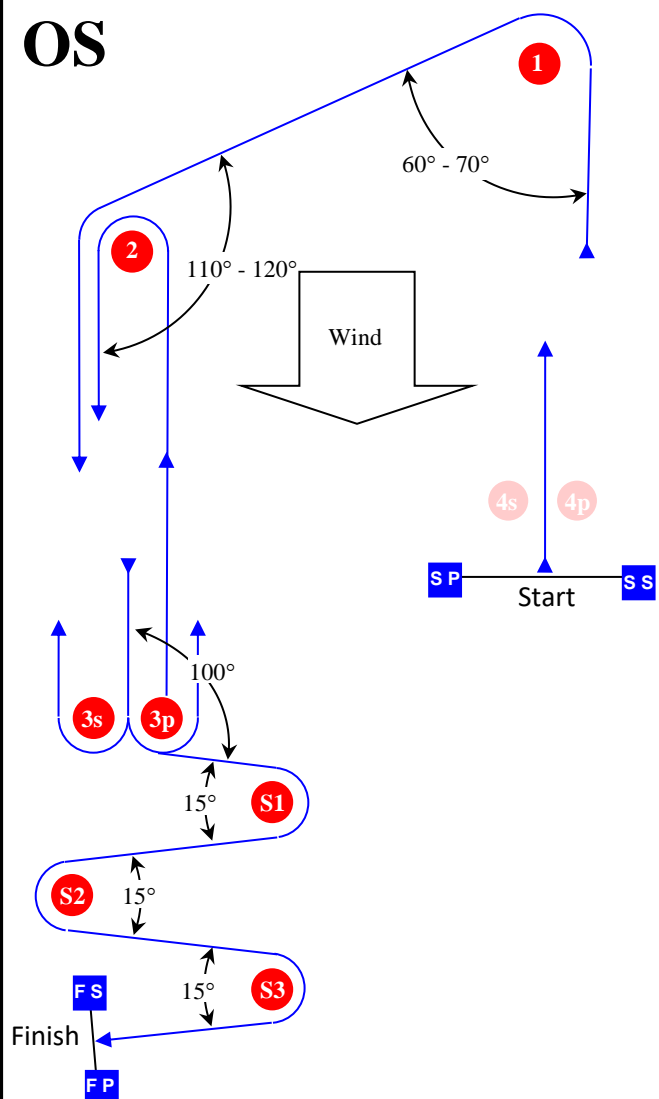 OS
1
60° - 70°
2
110° - 120°
Wind
4s
4p
S P
S S
Start
100°
3s
3p
15°
S1
S2
15°
15°
S3
F S
Finish
F P